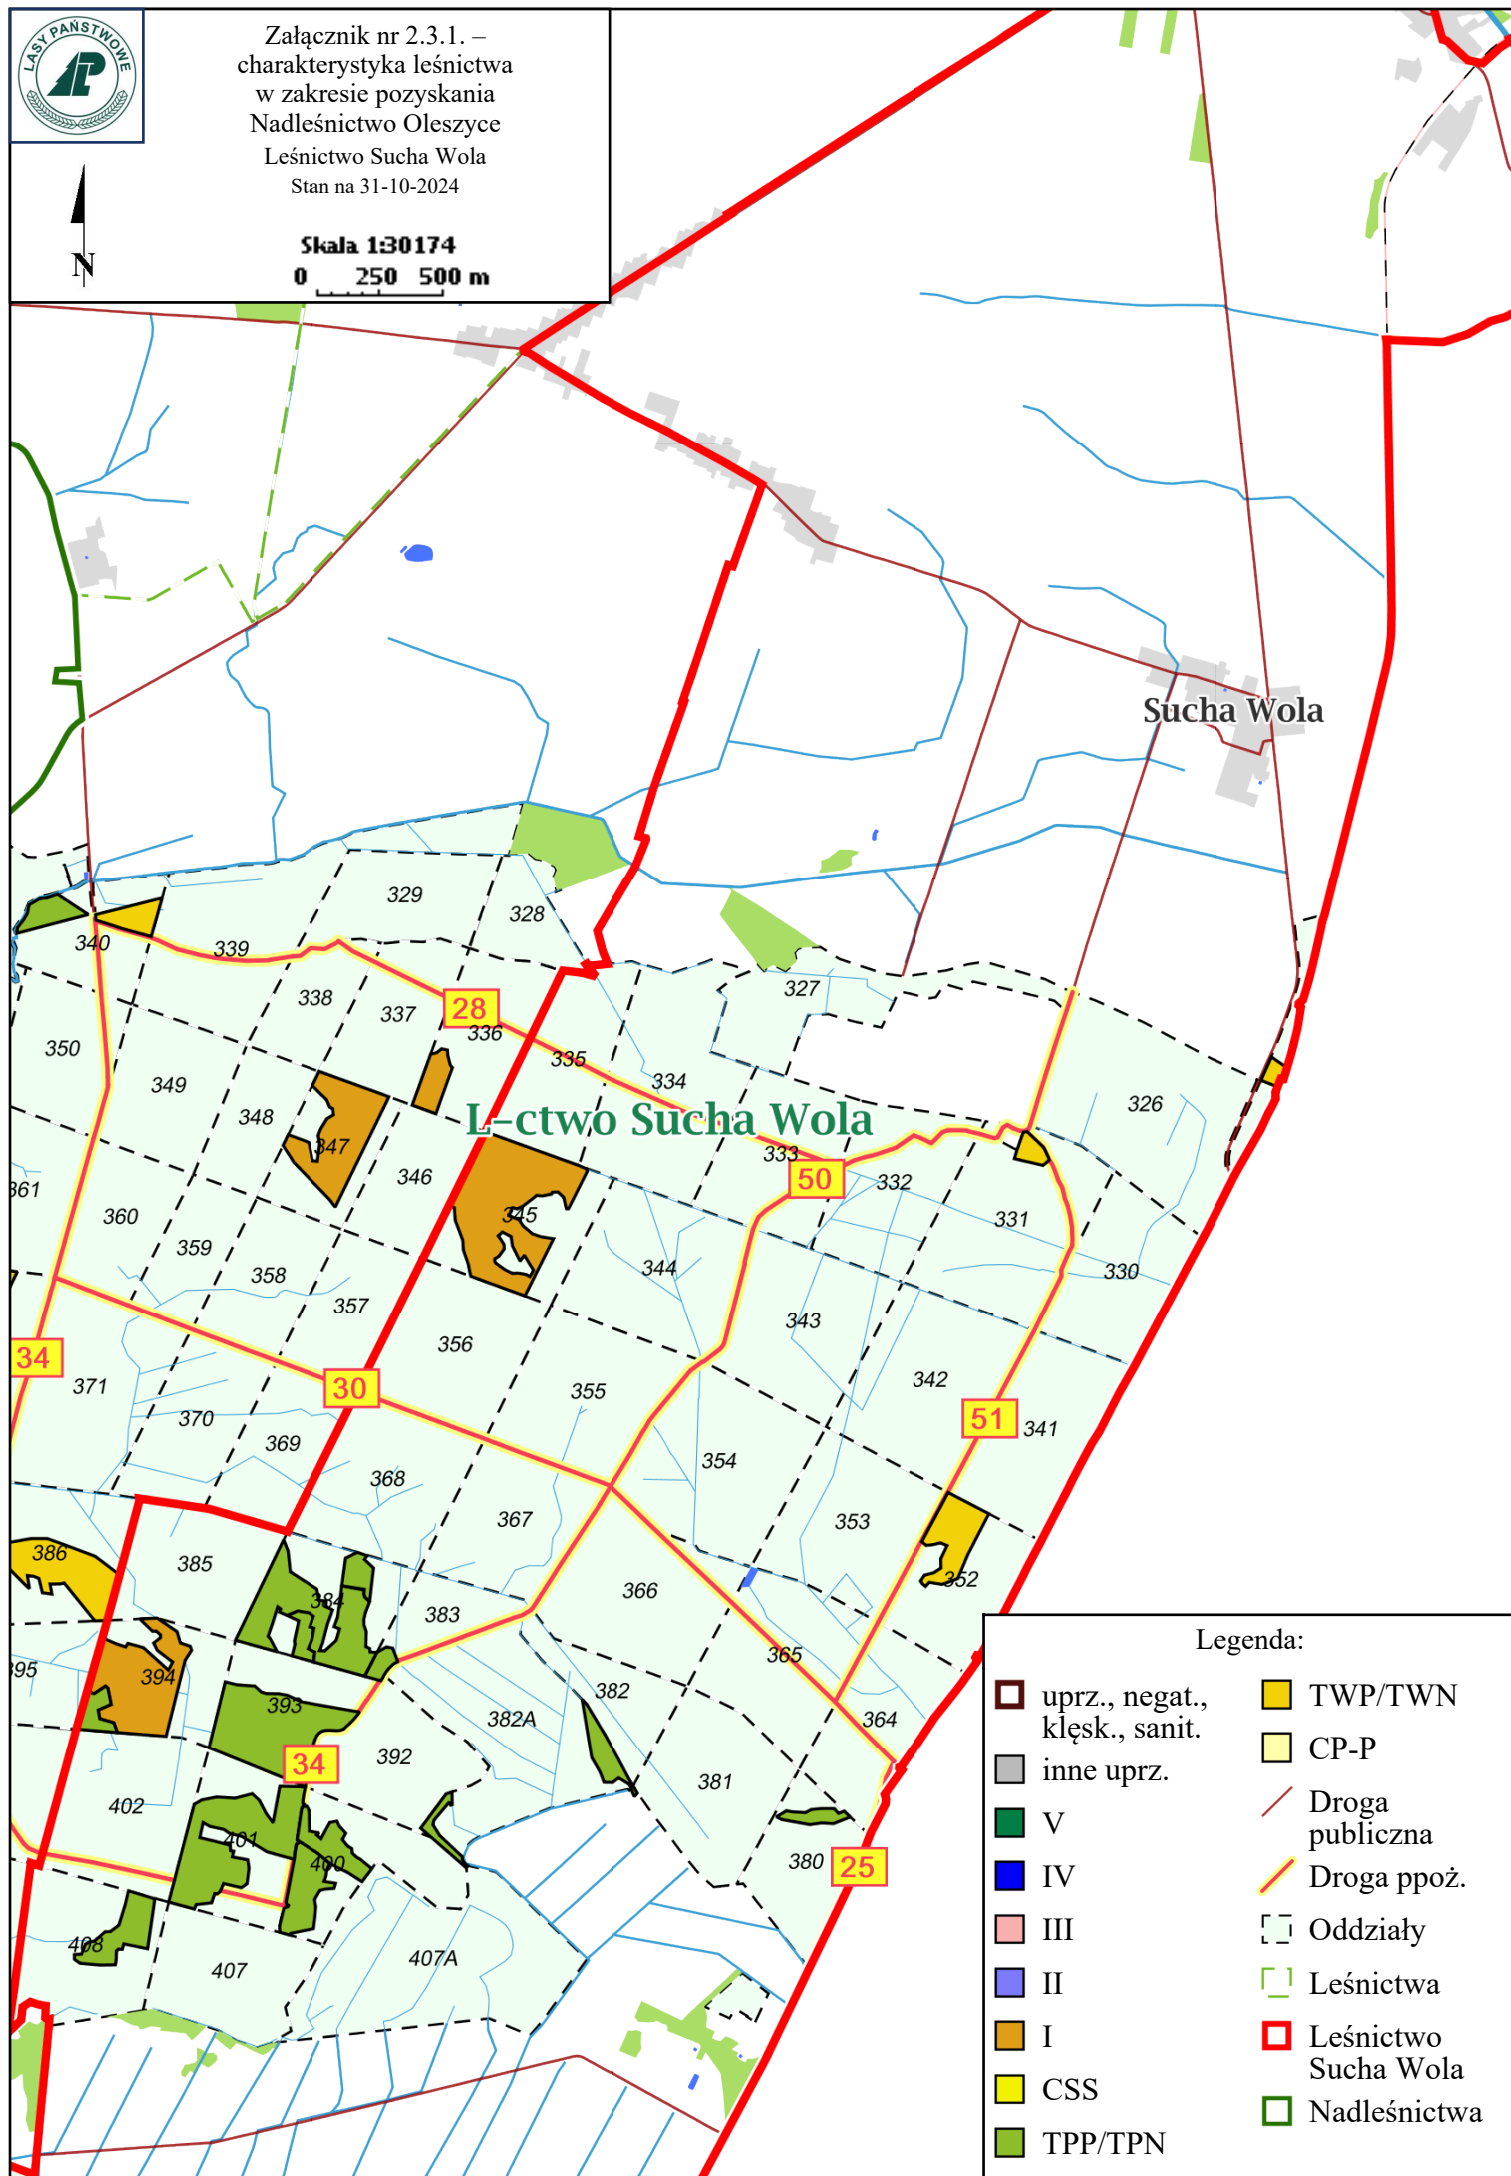 LASY PAŃSTWOWE
Załącznik nr 2.3.1. –
charakterystyka leśnictwa
w zakresie pozyskania
Nadleśnictwo Oleszyce
Leśnictwo Sucha Wola
Stan na 31-10-2024
N
Skala 1:30174
0 250 500 m
Sucha Wola
329
328
340
339
327
338
337
28
336
350
335
334
349
348
326
L-ctwo Sucha Wola
347
333
346
50
332
361
360
345
331
359
358
344
330
357
343
356
34
371
30
355
342
370
51
341
369
354
368
367
353
386
385
366
352
384
383
395
394
365
382
393
382A
364
34
392
381
402
401
400
380
25
408
407
407A
Legenda:
uprz., negat.,
klęsk., sanit.
inne uprz.
V
IV
III
II
I
CSS
TPP/TPN
TWP/TWN
CP-P
Droga
publiczna
Droga ppoż.
Oddziały
Leśnictwa
Leśnictwo
Sucha Wola
Nadleśnictwa